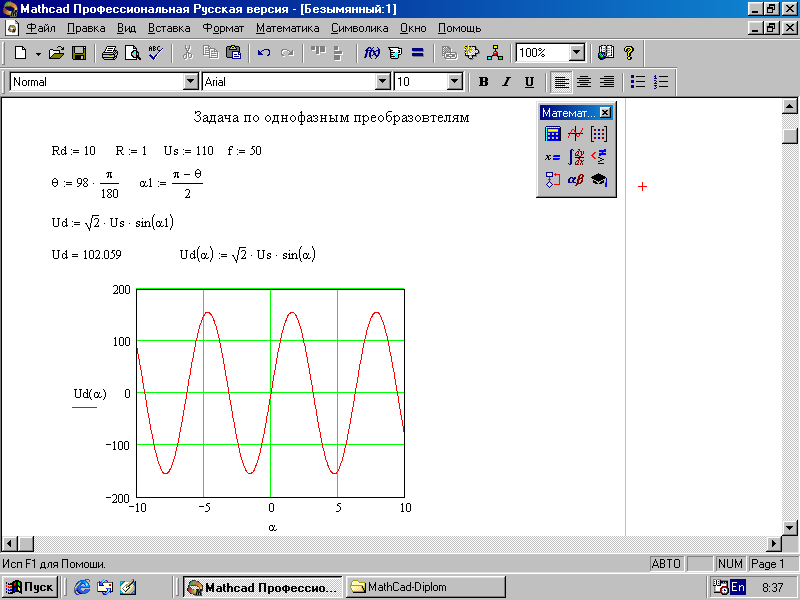 Mathcad Профессиональная Русская версия - [Безымянный:1]
Файл Правка Вид Вставка Формат Математика Символика Окно Помощь
100%
Normal Arial 10 B I U
Задача по однофазным преобразовтелям
Математ...
Rd := 10 R := 1 Us := 110 f := 50
θ := 98 · π/180 α1 := (π − θ)/2
Ud := √2 · Us · sin(α1)
Ud = 102.059 Ud(α) := √2 · Us · sin(α)
200
100
Ud(α) 0
−100
−200
−10 −5 0 5 10
α
Исп F1 для Помоши. АВТО NUM Page 1
Пуск Mathcad Профессио... MathCad-Diplom En 8:37